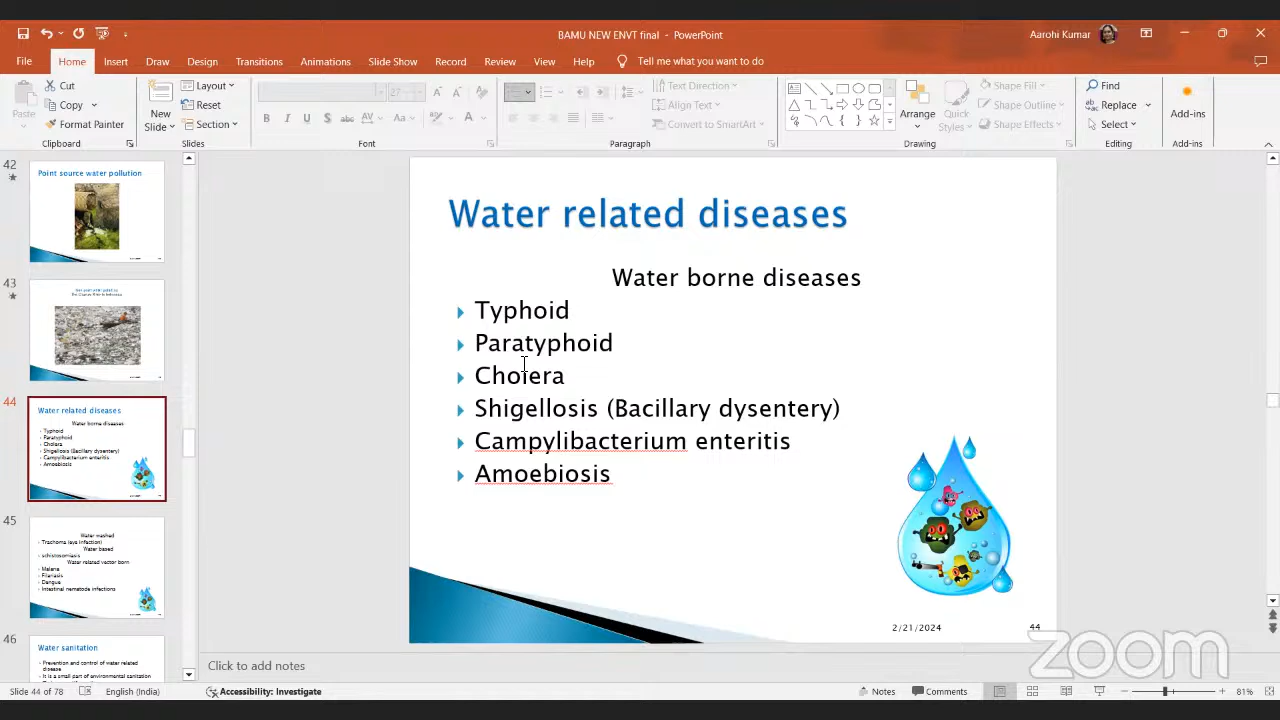 BAMU NEW ENVT final - PowerPoint
Aarohi Kumar
File Home Insert Draw Design Transitions Animations Slide Show Record Review View Help Tell me what you want to do
Paste
Cut
Copy
Format Painter
Clipboard
New Slide
Layout
Reset
Section
Slides
27
B I U S abc AV Aa A
Font
Text Direction
Align Text
Convert to SmartArt
Paragraph
Arrange
Quick Styles
Shape Fill
Shape Outline
Shape Effects
Drawing
Find
Replace
Select
Editing
Add-ins
Add-ins
42
Point source water pollution
43
44
Water related diseases
Water borne diseases
Typhoid
Paratyphoid
Cholera
Shigellosis (Bacillary dysentery)
Campylibacterium enteritis
Amoebiosis
45
Water washed
Trachoma (eye infection)
Water based
schistosomiasis
Water related vector born
Malaria
Filariasis
Dengue
Intestinal nematode infections
46
Water sanitation
Prevention and control of water related
disease
It is a small part of environmental sanitation
Water related diseases
Water borne diseases
Typhoid
Paratyphoid
Cholera
Shigellosis (Bacillary dysentery)
Campylibacterium enteritis
Amoebiosis
2/21/2024
44
zoom
Click to add notes
Slide 44 of 78
English (India)
Accessibility: Investigate
Notes
Comments
81%